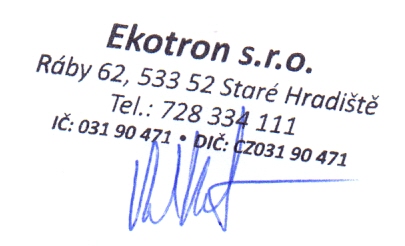 Ekotron s.r.o.
Ráby 62, 533 52 Staré Hradiště
Tel.: 728 334 111
IČ: 031 90 471 • DIČ: CZ031 90 471